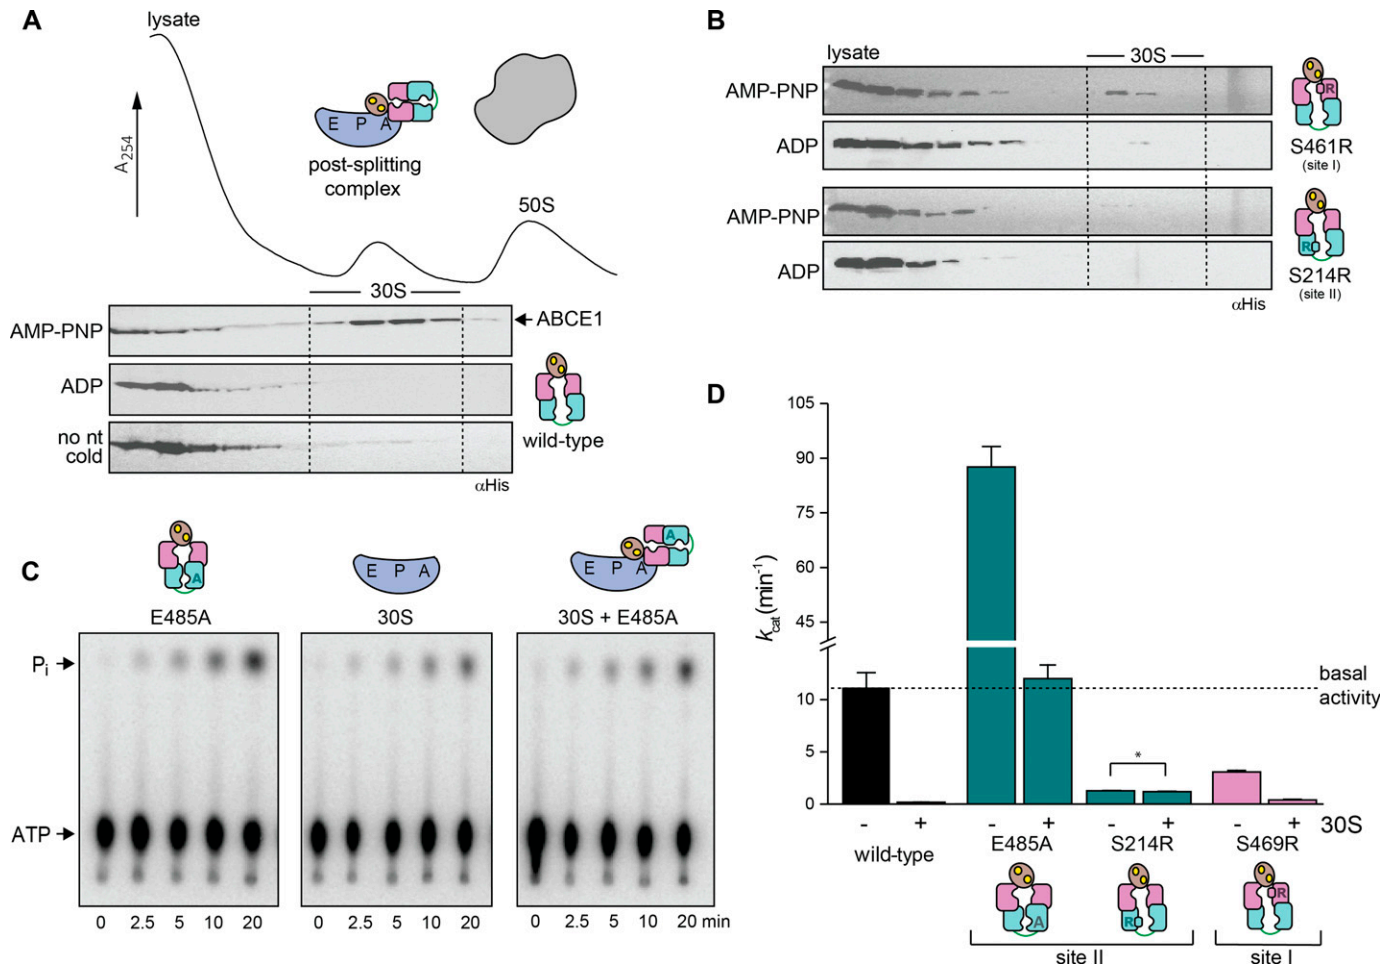 A
lysate
A254
E P A
post-splitting
complex
50S
30S
AMP-PNP
ABCE1
ADP
no nt
cold
wild-type
αHis
B
lysate
30S
AMP-PNP
R
ADP
S461R
(site I)
AMP-PNP
R
ADP
S214R
(site II)
αHis
C
A
E P A
E P A
A
E485A
30S
30S + E485A
Pi
ATP
0 2.5 5 10 20
0 2.5 5 10 20
0 2.5 5 10 20 min
D
105
90
75
60
45
10
5
0
kcat (min-1)
basal
activity
*
- + - + - + - + 30S
wild-type
E485A
S214R
S469R
A
R
R
site II
site I